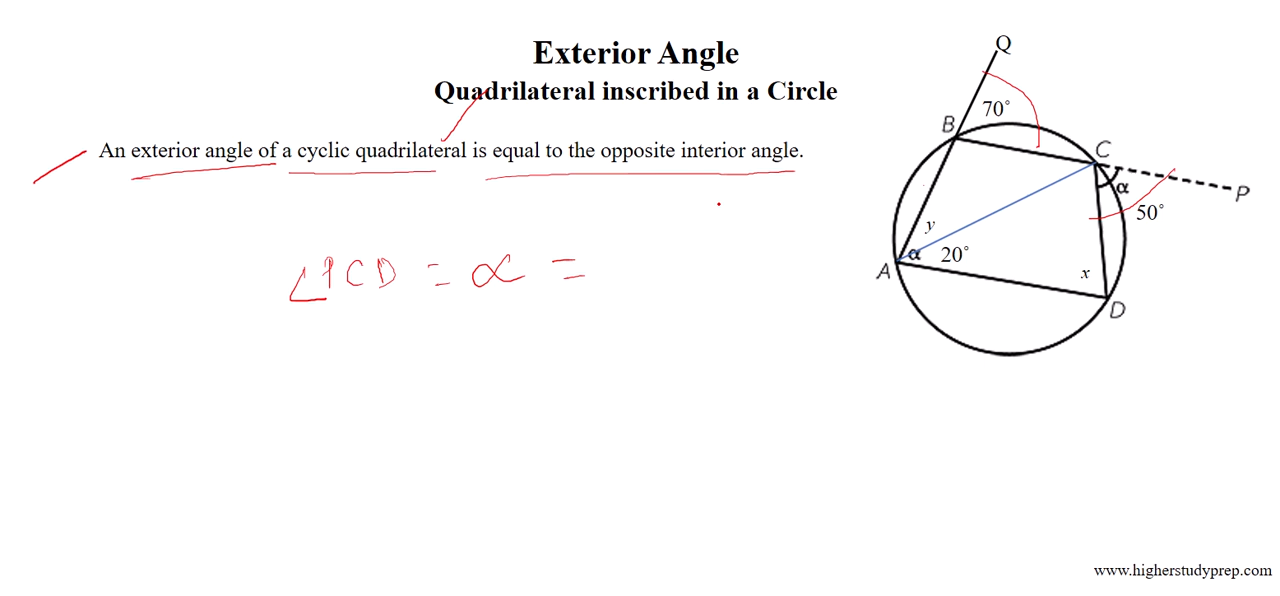 Exterior Angle
Quadrilateral inscribed in a Circle
An exterior angle of a cyclic quadrilateral is equal to the opposite interior angle.
∠PCD = α =
Q
70°
B
C
α
P
50°
y
α 20°
A
x
D
www.higherstudyprep.com